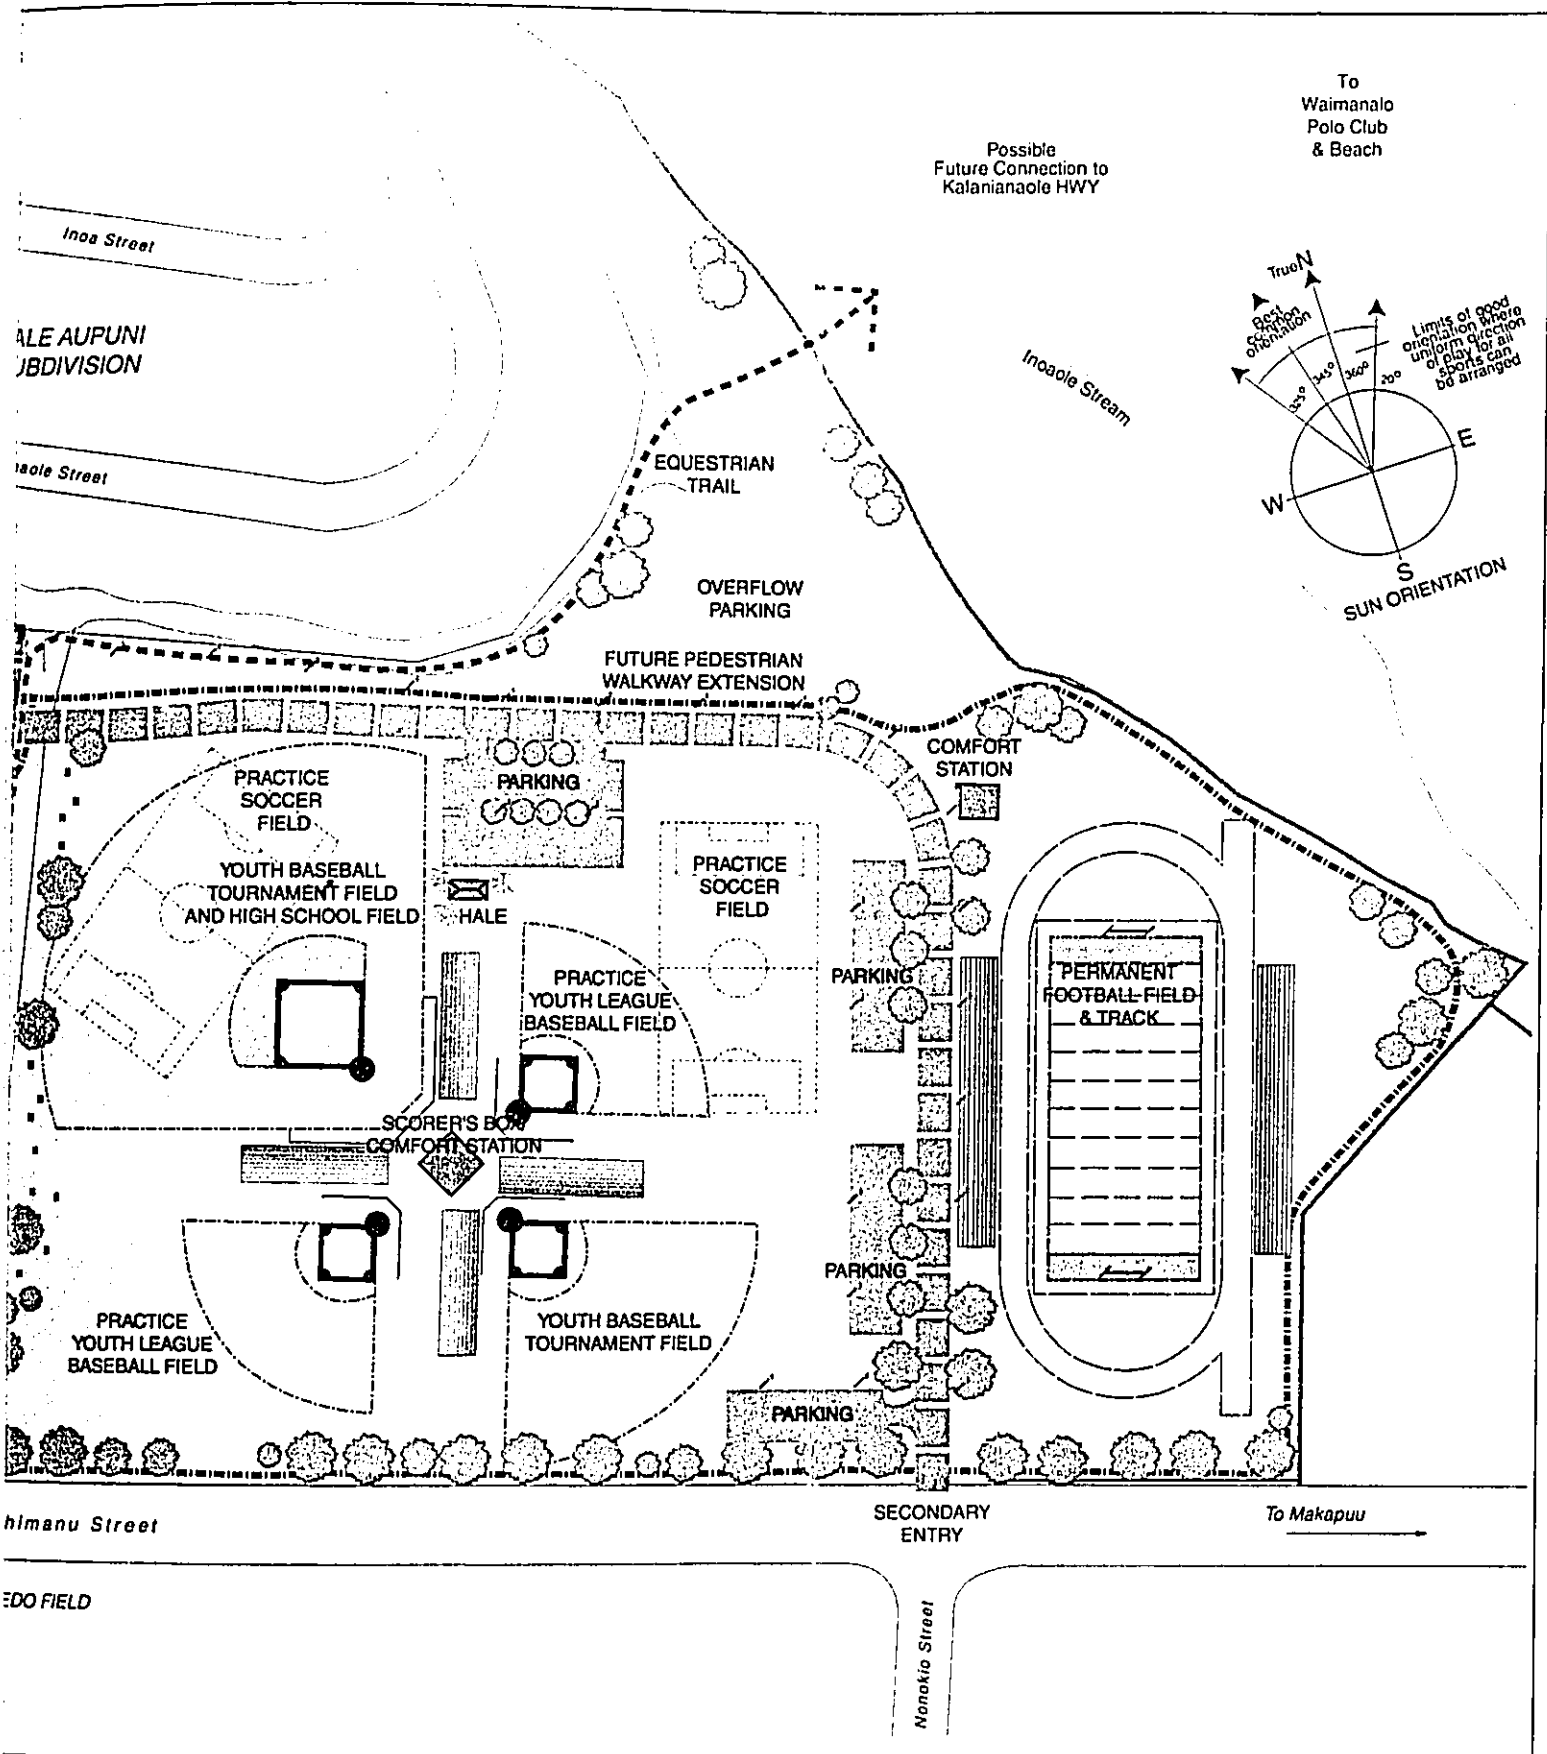 To
Waimanalo
Polo Club
& Beach
Possible
Future Connection to
Kalanianaole HWY
Inoa Street
ALE AUPUNI
UBDIVISION
aole Street
True N
Best
common
orientation
Limits of good
orientation where
uniform direction
of play for all
sports can
be arranged
325°
345°
360°
20°
E
W
S
SUN ORIENTATION
Inoaole Stream
EQUESTRIAN
TRAIL
OVERFLOW
PARKING
FUTURE PEDESTRIAN
WALKWAY EXTENSION
COMFORT
STATION
PRACTICE
SOCCER
FIELD
PARKING
YOUTH BASEBALL
TOURNAMENT FIELD
AND HIGH SCHOOL FIELD
HALE
PRACTICE
SOCCER
FIELD
PRACTICE
YOUTH LEAGUE
BASEBALL FIELD
PARKING
PERMANENT
FOOTBALL FIELD
& TRACK
SCORER'S BOX/
COMFORT STATION
PARKING
PRACTICE
YOUTH LEAGUE
BASEBALL FIELD
YOUTH BASEBALL
TOURNAMENT FIELD
PARKING
SECONDARY
ENTRY
To Makapuu
himanu Street
EDO FIELD
Nonokio Street